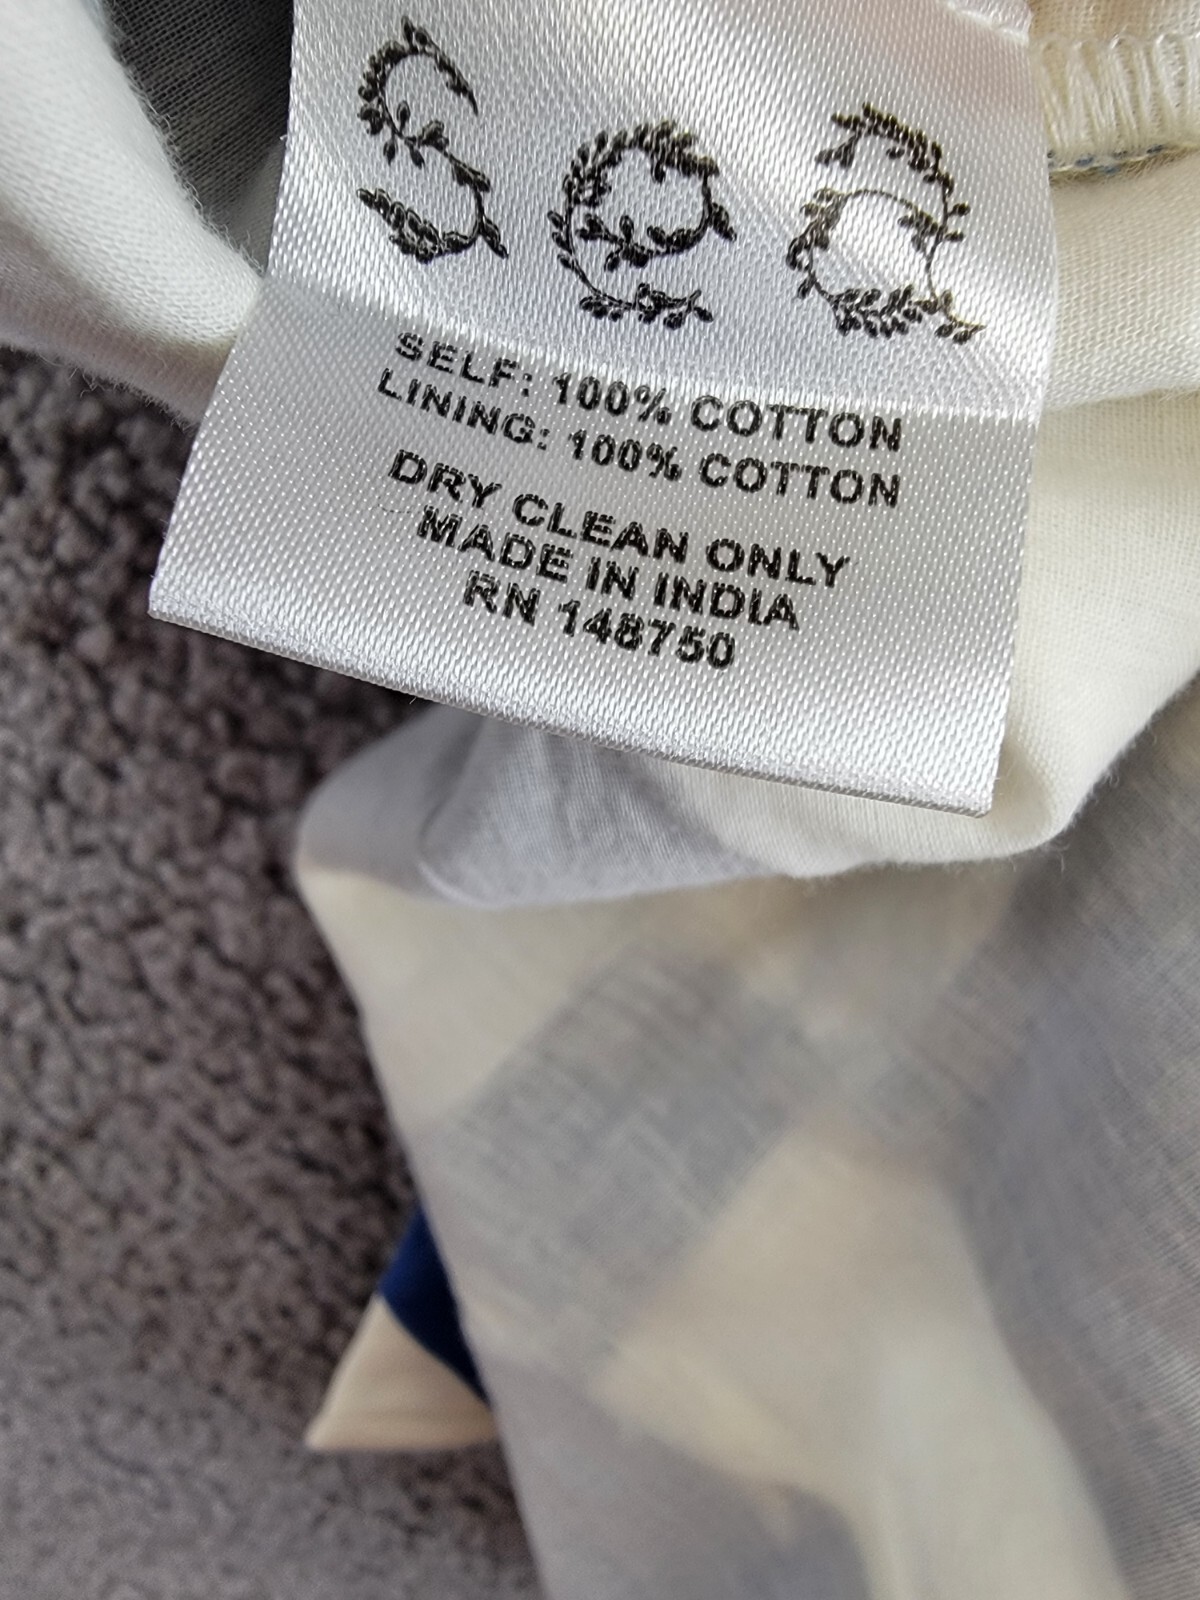 Sea
SELF: 100% COTTON
LINING: 100% COTTON
DRY CLEAN ONLY
MADE IN INDIA
RN 148750